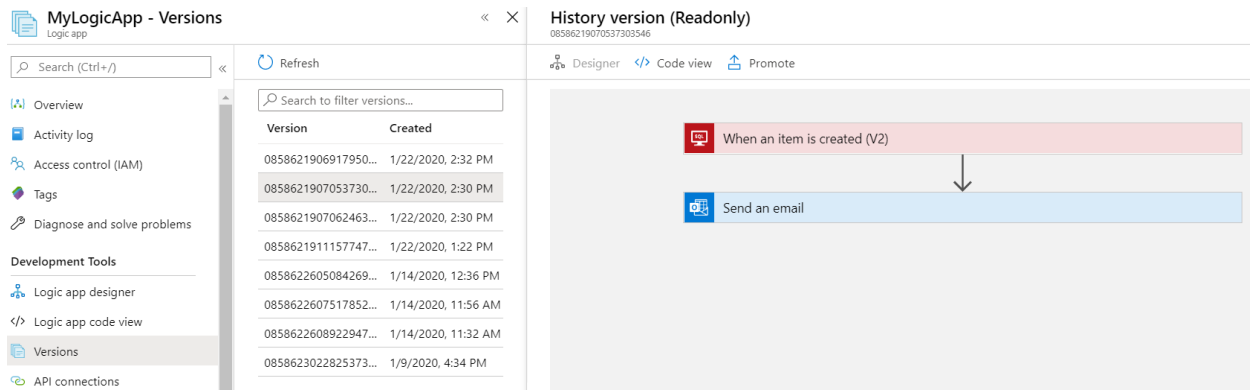 MyLogicApp - Versions
Logic app
Search (Ctrl+/)
Overview
Activity log
Access control (IAM)
Tags
Diagnose and solve problems
Development Tools
Logic app designer
Logic app code view
Versions
API connections
Refresh
Search to filter versions...
Version Created
0858621906917950... 1/22/2020, 2:32 PM
0858621907053730... 1/22/2020, 2:30 PM
0858621907062463... 1/22/2020, 2:30 PM
0858621911157747... 1/22/2020, 1:22 PM
0858622605084269... 1/14/2020, 12:36 PM
0858622607517852... 1/14/2020, 11:56 AM
0858622608922947... 1/14/2020, 11:32 AM
0858623022825373... 1/9/2020, 4:34 PM
History version (Readonly)
08586219070537303546
Designer Code view Promote
SQL
When an item is created (V2)
Send an email